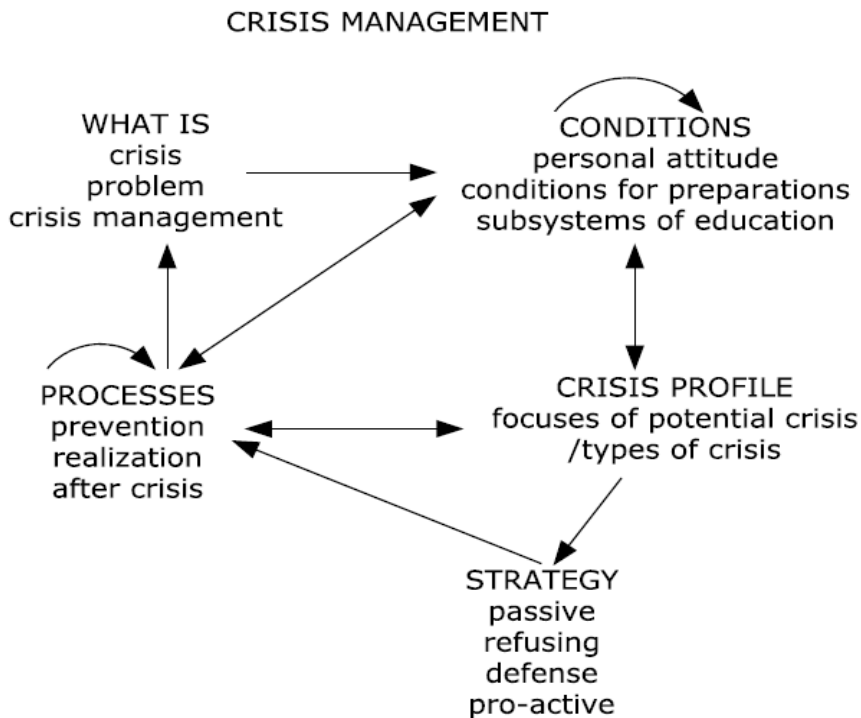 CRISIS MANAGEMENT
WHAT IS
crisis
problem
crisis management
CONDITIONS
personal attitude
conditions for preparations
subsystems of education
PROCESSES
prevention
realization
after crisis
CRISIS PROFILE
focuses of potential crisis
/types of crisis
STRATEGY
passive
refusing
defense
pro-active